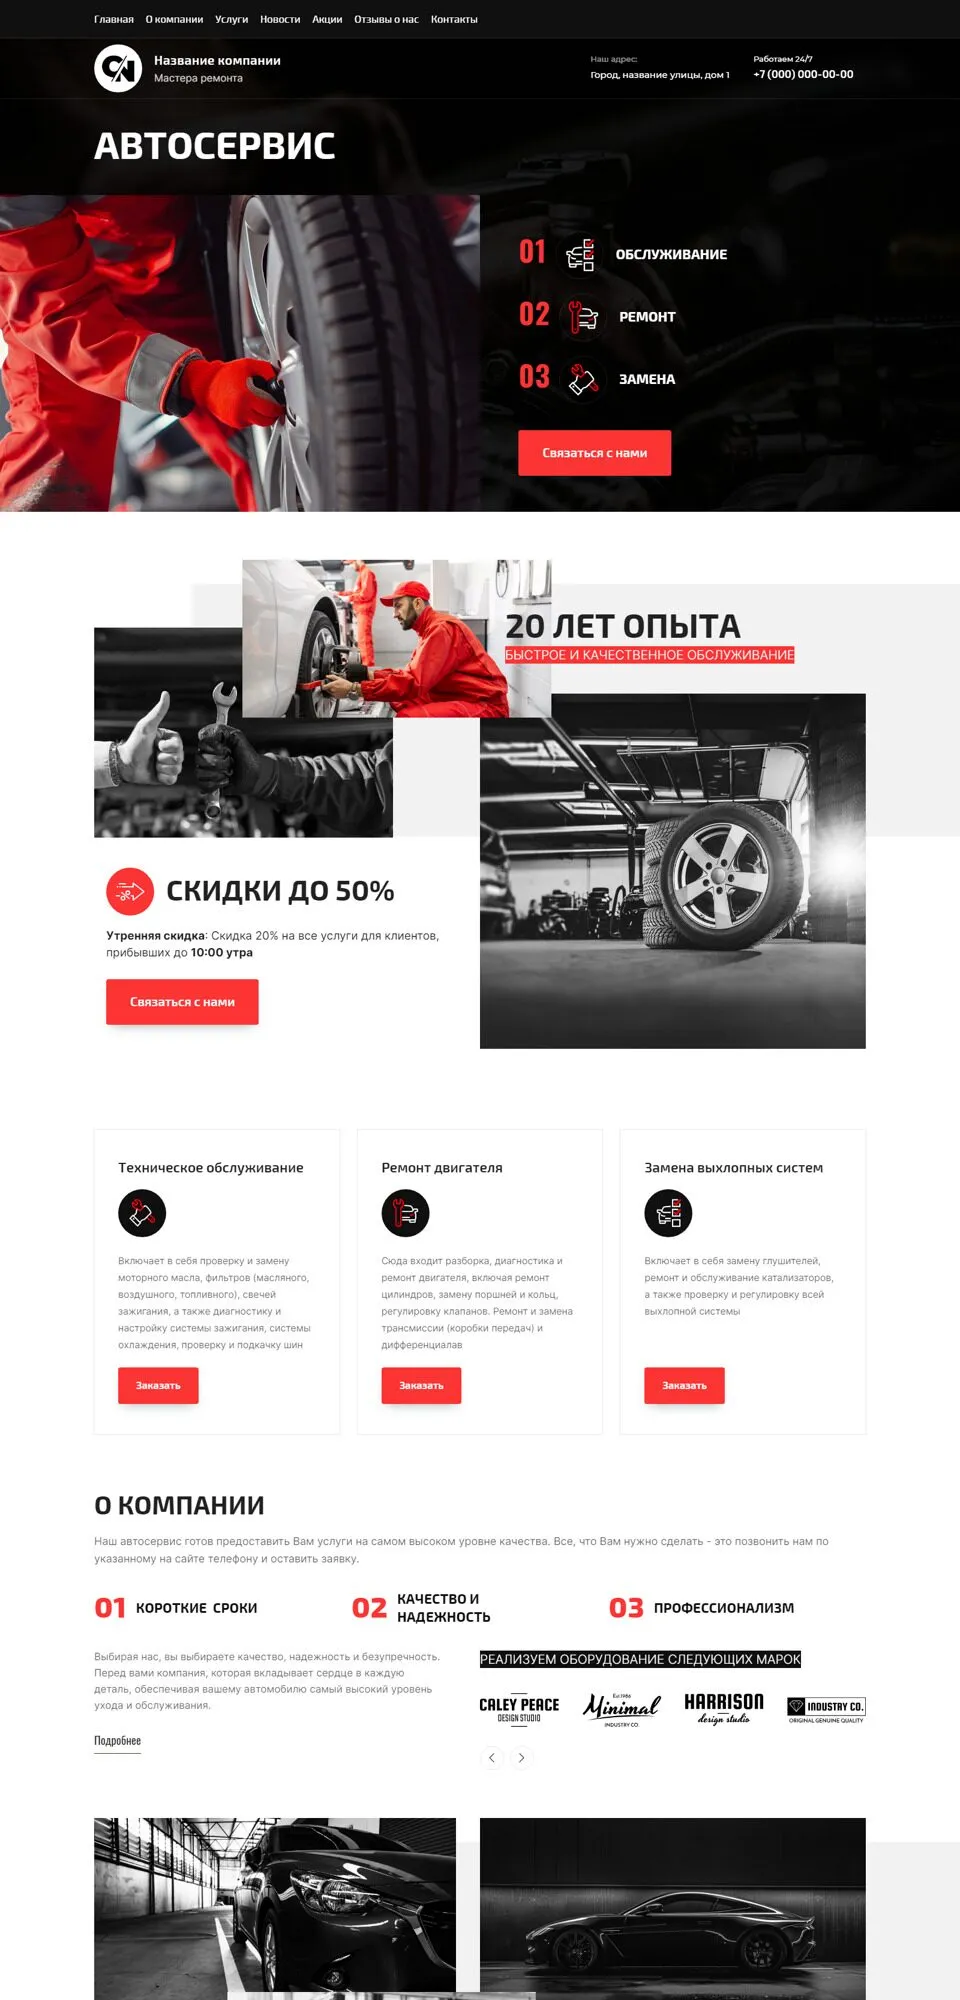 Главная О компании Услуги Новости Акции Отзывы о нас Контакты
Название компании
Мастера ремонта
Наш адрес:
Город, название улицы, дом 1
Работаем 24/7
+7 (000) 000-00-00
АВТОСЕРВИС
01 ОБСЛУЖИВАНИЕ
02 РЕМОНТ
03 ЗАМЕНА
Связаться с нами
20 ЛЕТ ОПЫТА
БЫСТРОЕ И КАЧЕСТВЕННОЕ ОБСЛУЖИВАНИЕ
СКИДКИ ДО 50%
Утренняя скидка: Скидка 20% на все услуги для клиентов,
прибывших до 10:00 утра
Связаться с нами
Техническое обслуживание
Включает в себя проверку и замену
моторного масла, фильтров (масляного,
воздушного, топливного), свечей
зажигания, а также диагностику и
настройку системы зажигания, системы
охлаждения, проверку и подкачку шин
Заказать
Ремонт двигателя
Сюда входит разборка, диагностика и
ремонт двигателя, включая ремонт
цилиндров, замену поршней и колец,
регулировку клапанов. Ремонт и замена
трансмиссии (коробки передач) и
дифференциалав
Заказать
Замена выхлопных систем
Включает в себя замену глушителей,
ремонт и обслуживание катализаторов,
а также проверку и регулировку всей
выхлопной системы
Заказать
О КОМПАНИИ
Наш автосервис готов предоставить Вам услуги на самом высоком уровне качества. Все, что Вам нужно сделать - это позвонить нам по
указанному на сайте телефону и оставить заявку.
01 КОРОТКИЕ СРОКИ
02 КАЧЕСТВО И
НАДЕЖНОСТЬ
03 ПРОФЕССИОНАЛИЗМ
Выбирая нас, вы выбираете качество, надежность и безупречность.
Перед вами компания, которая вкладывает сердце в каждую
деталь, обеспечивая вашему автомобилю самый высокий уровень
ухода и обслуживания.
Подробнее
РЕАЛИЗУЕМ ОБОРУДОВАНИЕ СЛЕДУЮЩИХ МАРОК
CALEY PEACE
DESIGN STUDIO
Est.1986
Minimal
INDUSTRY CO.
HARRISON
design studio
INDUSTRY CO.
ORIGINAL GENUINE QUALITY